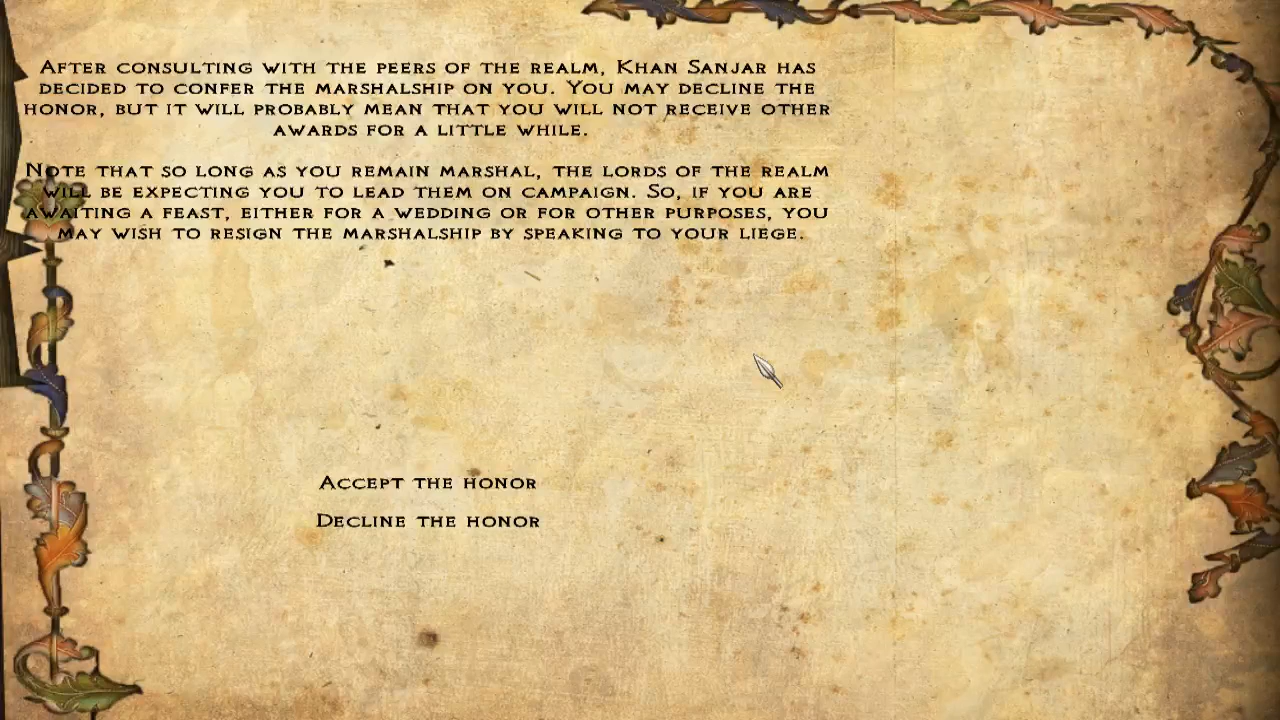 After consulting with the peers of the realm, Khan Sanjar has
decided to confer the marshalship on you. You may decline the
honor, but it will probably mean that you will not receive other
awards for a little while.
Note that so long as you remain marshal, the lords of the realm
will be expecting you to lead them on campaign. So, if you are
awaiting a feast, either for a wedding or for other purposes, you
may wish to resign the marshalship by speaking to your liege.
Accept the honor
Decline the honor